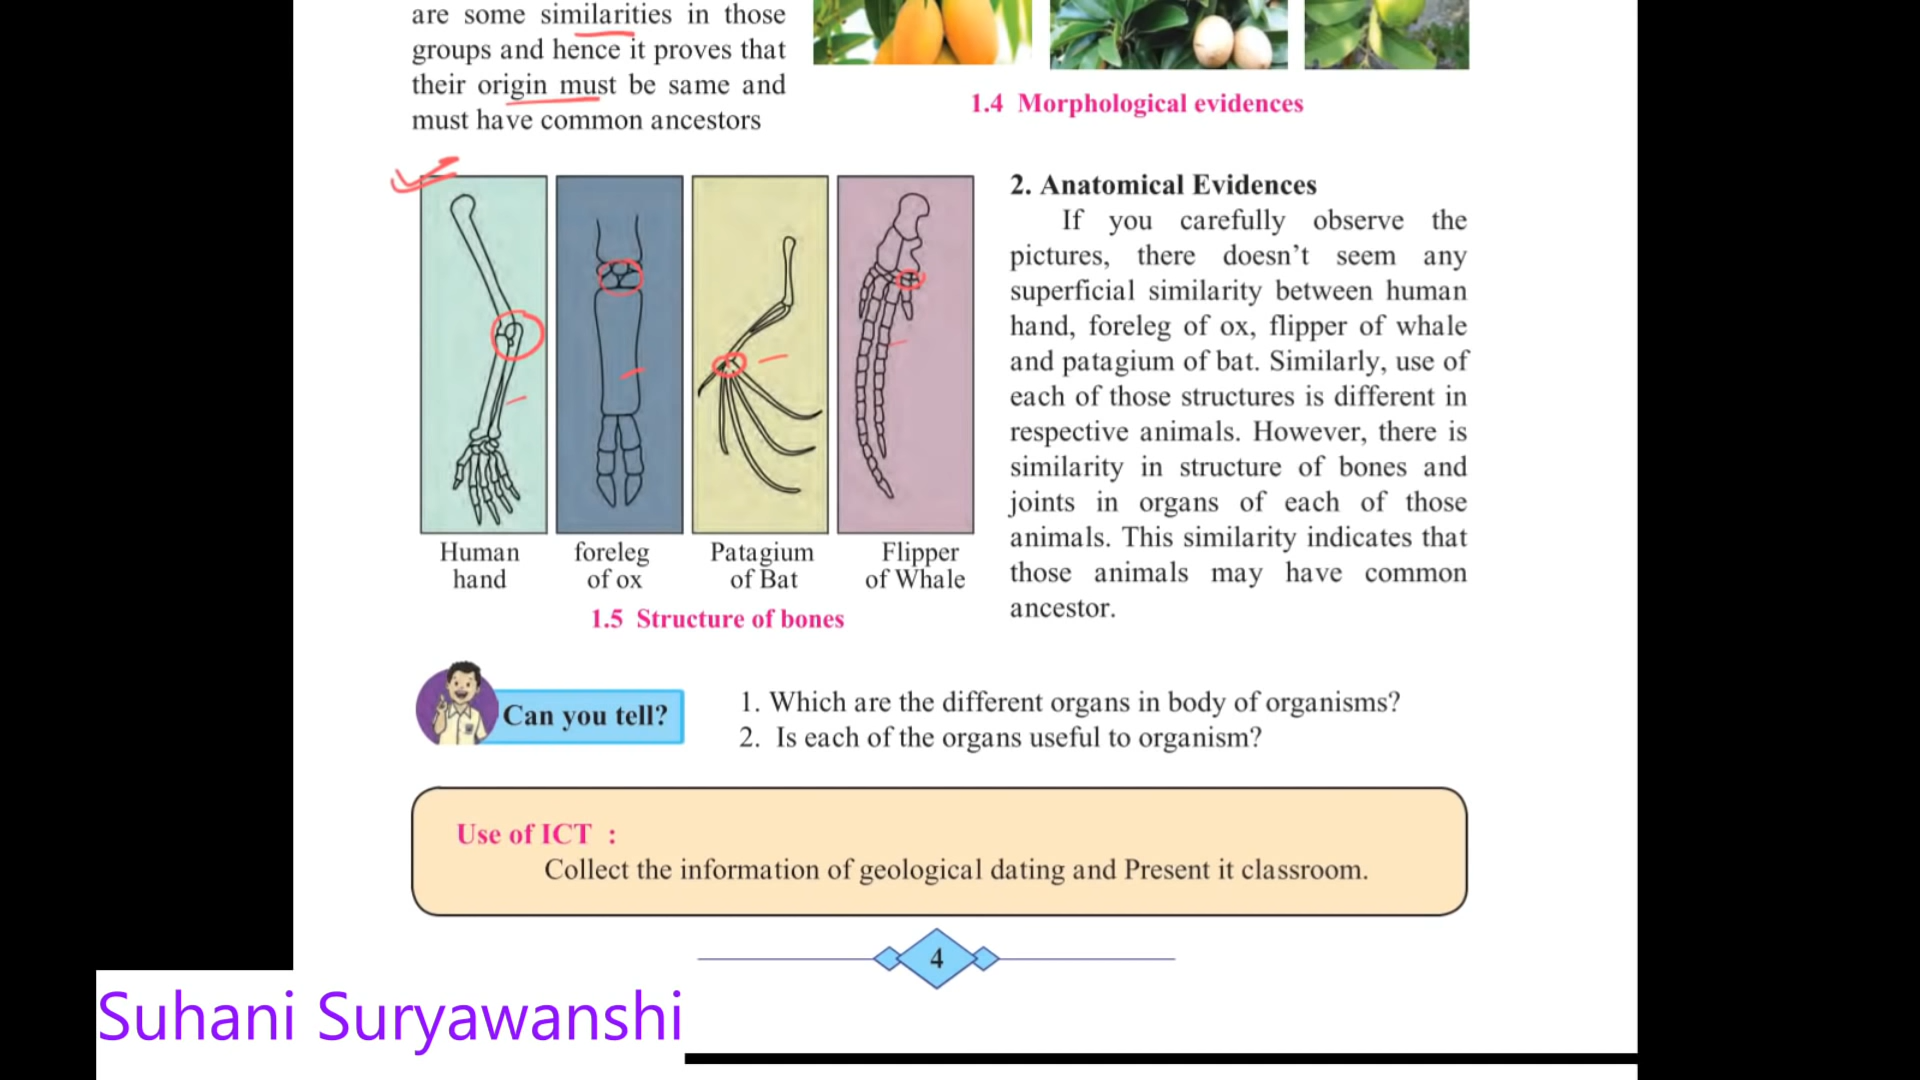 are some similarities in those
groups and hence it proves that
their origin must be same and
must have common ancestors
1.4 Morphological evidences
Human
hand
foreleg
of ox
Patagium
of Bat
Flipper
of Whale
1.5 Structure of bones
2. Anatomical Evidences
If you carefully observe the
pictures, there doesn’t seem any
superficial similarity between human
hand, foreleg of ox, flipper of whale
and patagium of bat. Similarly, use of
each of those structures is different in
respective animals. However, there is
similarity in structure of bones and
joints in organs of each of those
animals. This similarity indicates that
those animals may have common
ancestor.
Can you tell?
1. Which are the different organs in body of organisms?
2. Is each of the organs useful to organism?
Use of ICT :
Collect the information of geological dating and Present it classroom.
4
Suhani Suryawanshi